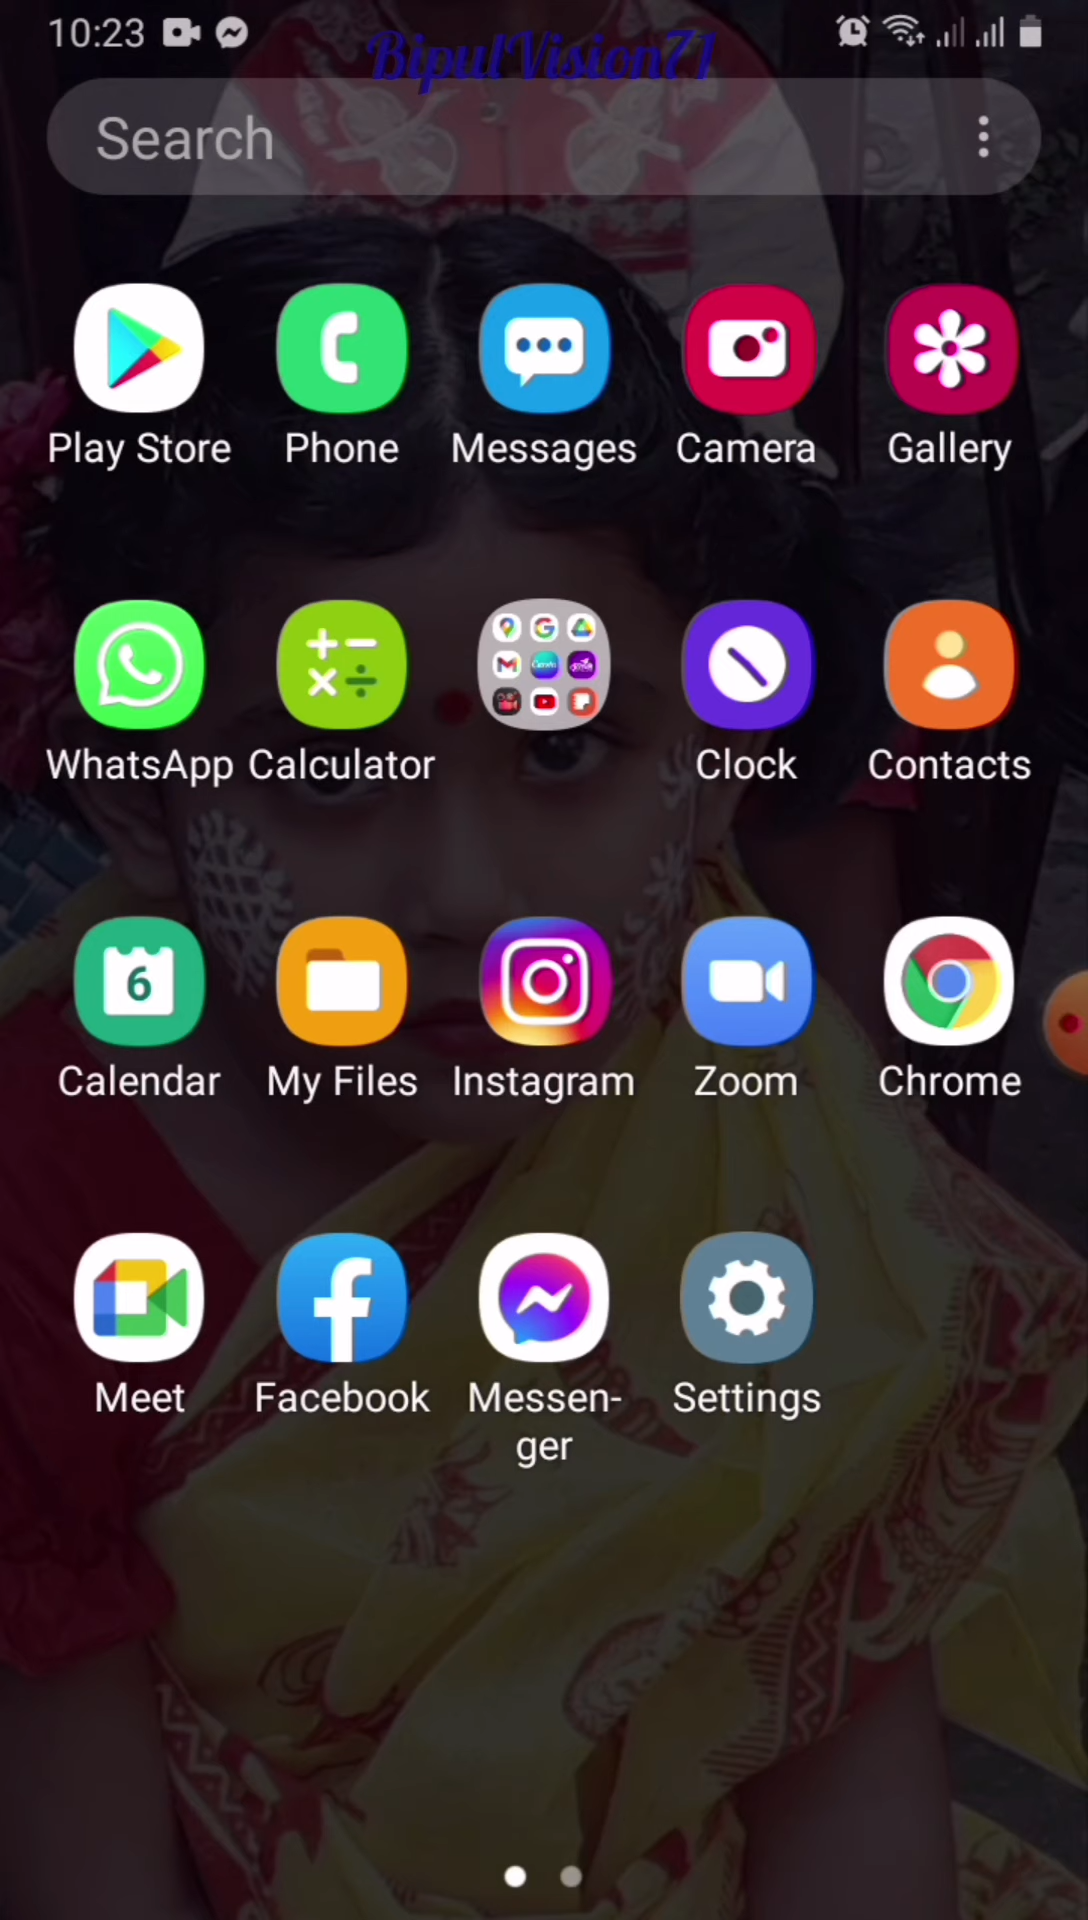 10:23
BipulVision71
Search
Play Store Phone Messages Camera Gallery
WhatsApp Calculator Clock Contacts
6
Calendar My Files Instagram Zoom Chrome
Meet Facebook Messen-
ger Settings